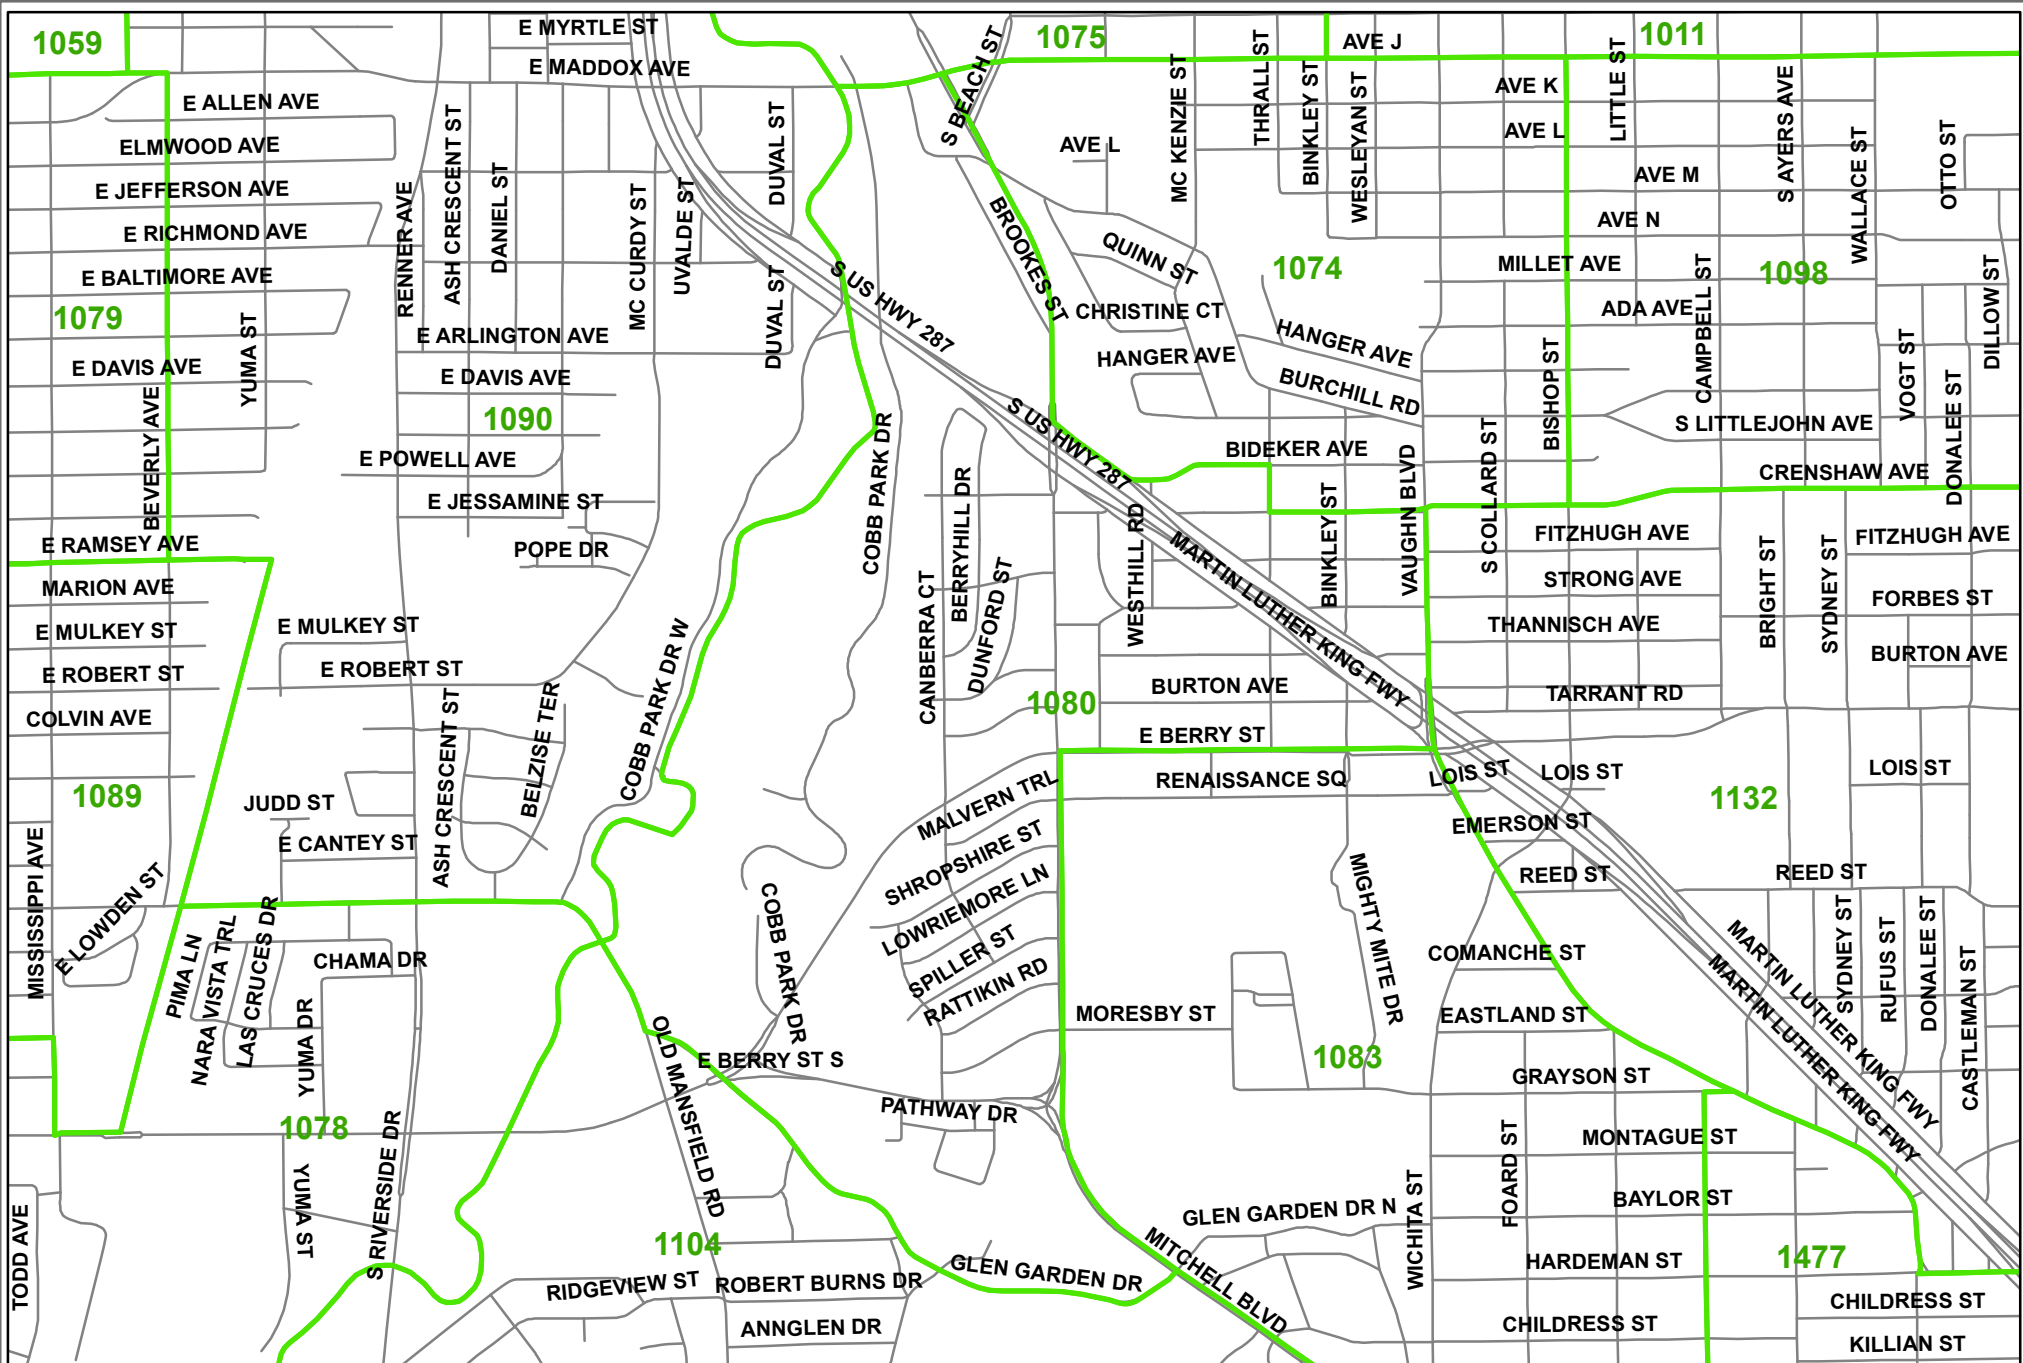 1059
E MYRTLE ST
E MADDOX AVE
S BEACH ST
1075
AVE J
1011
E ALLEN AVE
ELMWOOD AVE
E JEFFERSON AVE
E RICHMOND AVE
E BALTIMORE AVE
1079
E DAVIS AVE
YUMA ST
BEVERLY AVE
E RAMSEY AVE
MARION AVE
E MULKEY ST
E ROBERT ST
COLVIN AVE
1089
MISSISSIPPI AVE
E LOWDEN ST
TODD AVE
RENNER AVE
ASH CRESCENT ST
DANIEL ST
MC CURDY ST
UVALDE ST
DUVAL ST
DUVAL ST
E ARLINGTON AVE
E DAVIS AVE
1090
E POWELL AVE
E JESSAMINE ST
POPE DR
E MULKEY ST
E ROBERT ST
ASH CRESCENT ST
BELZISE TER
COBB PARK DR W
JUDD ST
E CANTEY ST
PIMA LN
NARA VISTA TRL
LAS CRUCES DR
CHAMA DR
YUMA DR
1078
YUMA ST
S RIVERSIDE DR
S US HWY 287
COBB PARK DR
S US HWY 287
BROOKES ST
AVE L
MC KENZIE ST
THRALL ST
BINKLEY ST
WESLEYAN ST
QUINN ST
CHRISTINE CT
HANGER AVE
1074
HANGER AVE
BURCHILL RD
BIDEKER AVE
VAUGHN BLVD
S COLLARD ST
BISHOP ST
AVE K
AVE L
LITTLE ST
AVE M
AVE N
MILLET AVE
ADA AVE
CAMPBELL ST
S AYERS AVE
WALLACE ST
OTTO ST
1098
DILLOW ST
VOGT ST
DONALEE ST
S LITTLEJOHN AVE
CRENSHAW AVE
FITZHUGH AVE
FITZHUGH AVE
STRONG AVE
THANNISCH AVE
TARRANT RD
BRIGHT ST
SYDNEY ST
FORBES ST
BURTON AVE
BERRYHILL DR
DUNFORD ST
CANBERRA CT
WESTHILL RD
BINKLEY ST
MARTIN LUTHER KING FWY
1080
BURTON AVE
E BERRY ST
RENAISSANCE SQ
LOIS ST
LOIS ST
LOIS ST
1132
EMERSON ST
REED ST
REED ST
MALVERN TRL
SHROPSHIRE ST
LOWRIEMORE LN
SPILLER ST
RATTIKIN RD
COBB PARK DR
MIGHTY MITE DR
COMANCHE ST
MORESBY ST
EASTLAND ST
1083
GRAYSON ST
SYDNEY ST
RUFUS ST
DONALEE ST
CASTLEMAN ST
MARTIN LUTHER KING FWY
MARTIN LUTHER KING FWY
OLD MANSFIELD RD
E BERRY ST S
PATHWAY DR
MONTAGUE ST
FOARD ST
BAYLOR ST
WICHITA ST
GLEN GARDEN DR N
1104
GLEN GARDEN DR
MITCHELL BLVD
HARDEMAN ST
1477
RIDGEVIEW ST
ROBERT BURNS DR
ANNGLEN DR
CHILDRESS ST
CHILDRESS ST
KILLIAN ST